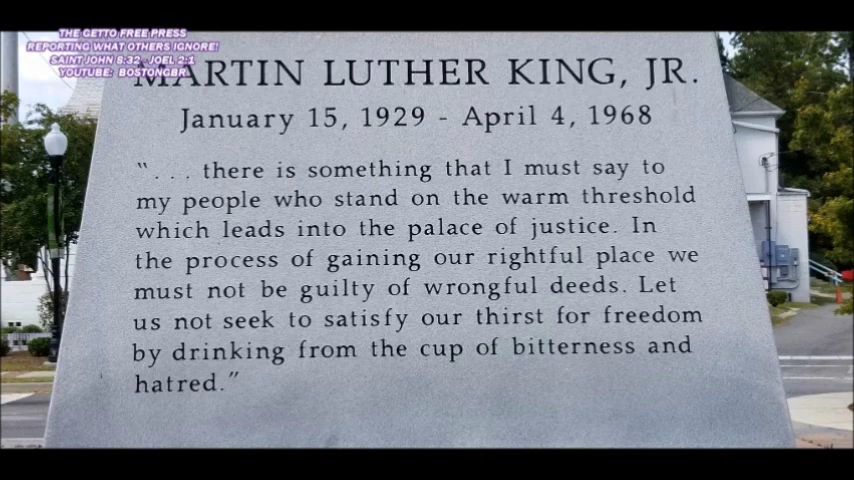 THE GETTO FREE PRESS
REPORTING WHAT OTHERS IGNORE!
SAINT JOHN 8:32, JOEL 2:1
YOUTUBE: BOSTONGBR
MARTIN LUTHER KING, JR.
January 15, 1929 - April 4, 1968
". . . there is something that I must say to
my people who stand on the warm threshold
which leads into the palace of justice. In
the process of gaining our rightful place we
must not be guilty of wrongful deeds. Let
us not seek to satisfy our thirst for freedom
by drinking from the cup of bitterness and
hatred."